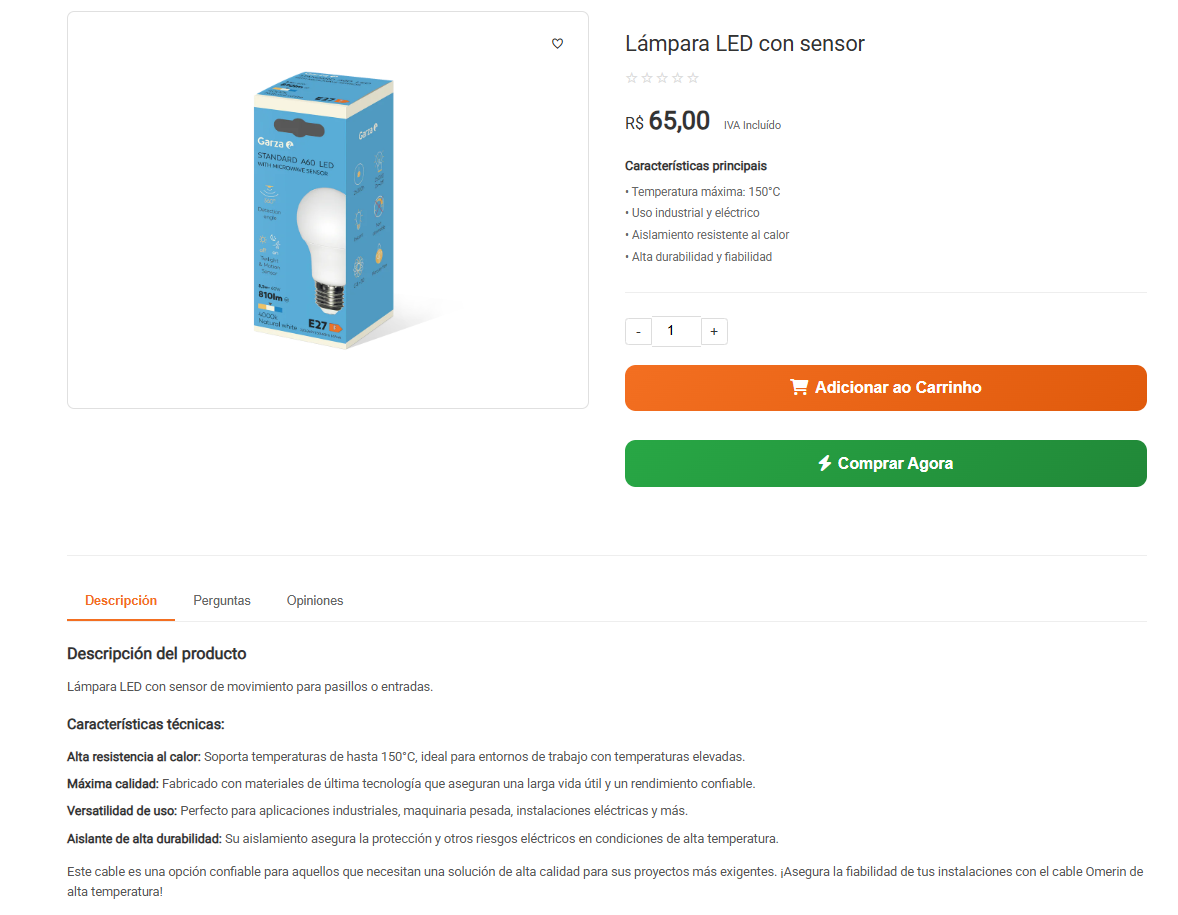 Garza
STANDARD A60 LED
WITH MICROWAVE SENSOR
Detection
angle
Twilight
& Motion
Sensor
810lm
4000k
Natural white
E27
Garza
Lámpara LED con sensor
R$ 65,00 IVA Incluído
Características principais
• Temperatura máxima: 150°C
• Uso industrial y eléctrico
• Aislamiento resistente al calor
• Alta durabilidad y fiabilidad
- 1 +
Adicionar ao Carrinho
Comprar Agora
Descripción Perguntas Opiniones
Descripción del producto
Lámpara LED con sensor de movimiento para pasillos o entradas.
Características técnicas:
Alta resistencia al calor: Soporta temperaturas de hasta 150°C, ideal para entornos de trabajo con temperaturas elevadas.
Máxima calidad: Fabricado con materiales de última tecnología que aseguran una larga vida útil y un rendimiento confiable.
Versatilidad de uso: Perfecto para aplicaciones industriales, maquinaria pesada, instalaciones eléctricas y más.
Aislante de alta durabilidad: Su aislamiento asegura la protección y otros riesgos eléctricos en condiciones de alta temperatura.
Este cable es una opción confiable para aquellos que necesitan una solución de alta calidad para sus proyectos más exigentes. ¡Asegura la fiabilidad de tus instalaciones con el cable Omerin de
alta temperatura!